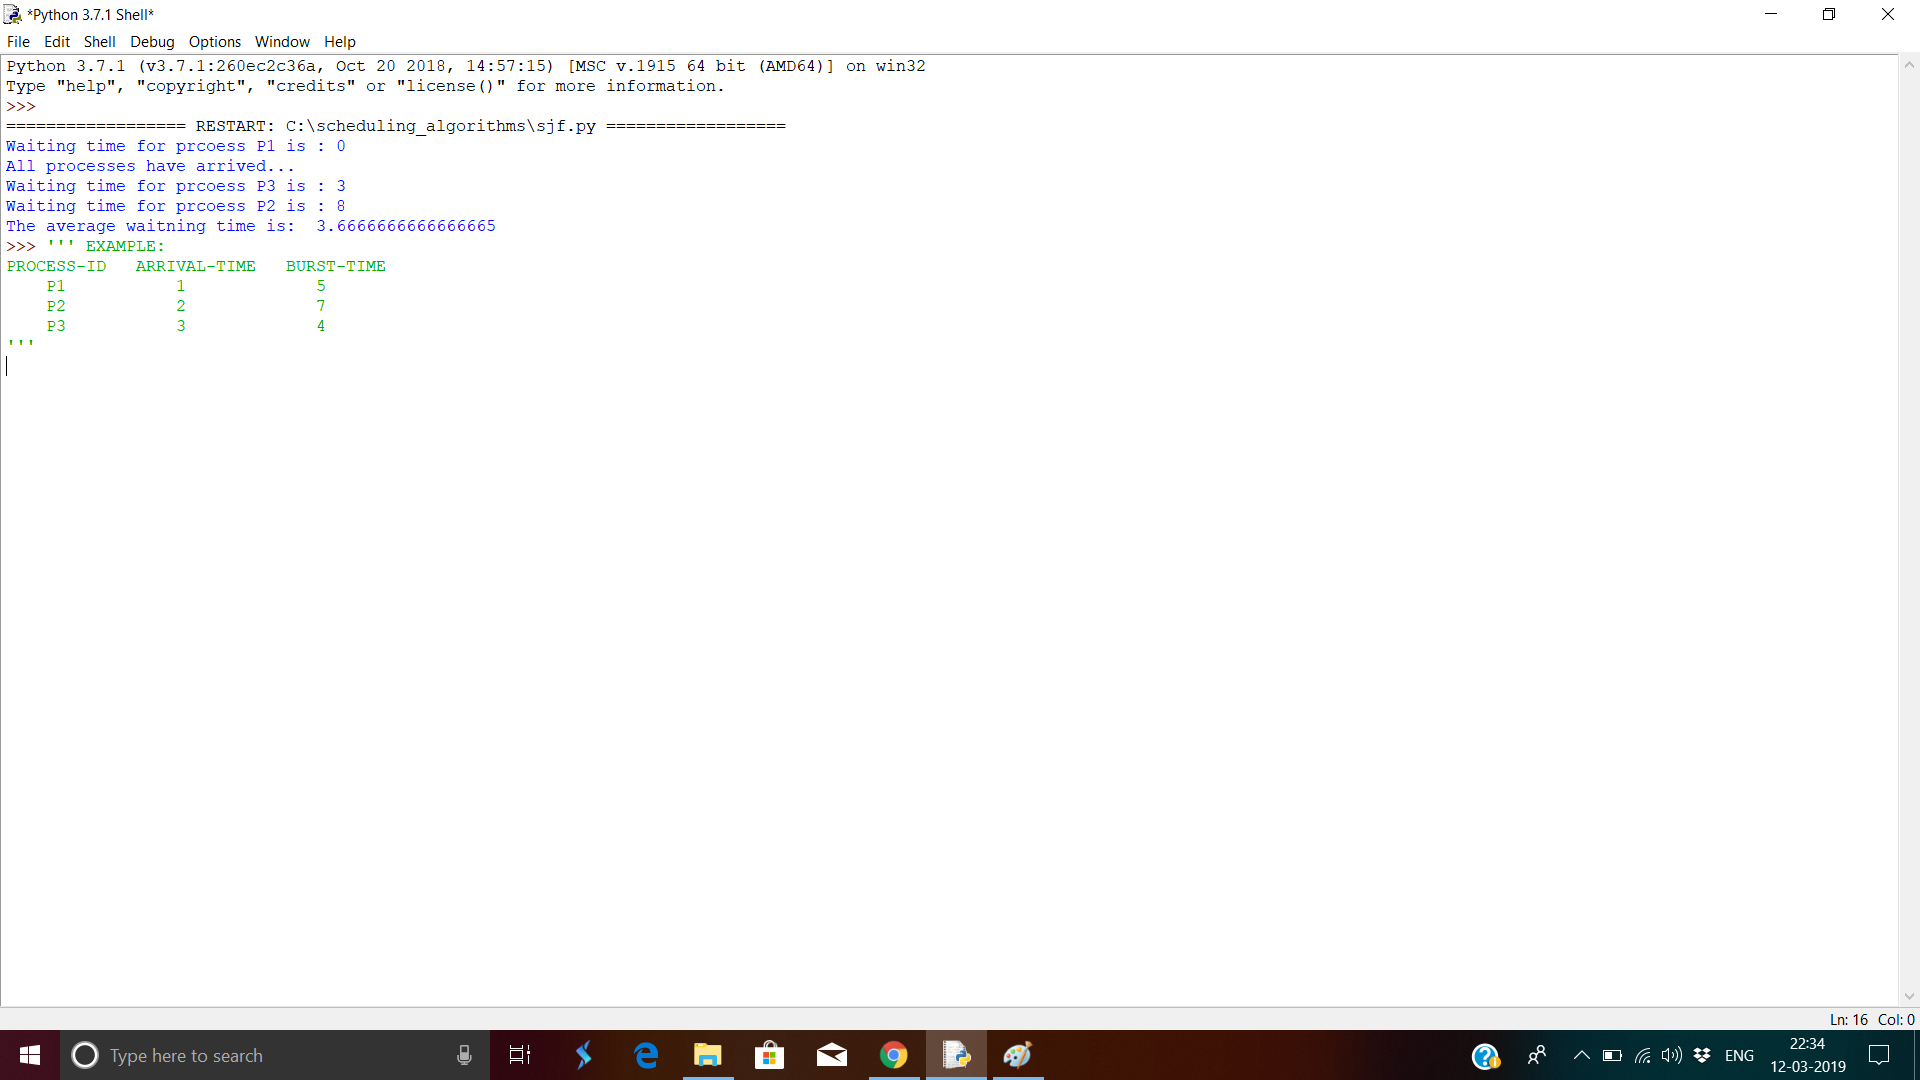 *Python 3.7.1 Shell*
File Edit Shell Debug Options Window Help
Python 3.7.1 (v3.7.1:260ec2c36a, Oct 20 2018, 14:57:15) [MSC v.1915 64 bit (AMD64)] on win32
Type "help", "copyright", "credits" or "license()" for more information.
>>>
================== RESTART: C:\scheduling_algorithms\sjf.py ==================
Waiting time for prcoess P1 is : 0
All processes have arrived...
Waiting time for prcoess P3 is : 3
Waiting time for prcoess P2 is : 8
The average waitning time is:  3.6666666666666665
>>> ''' EXAMPLE:
PROCESS-ID   ARRIVAL-TIME   BURST-TIME
    P1           1             5
    P2           2             7
    P3           3             4
'''
Ln: 16 Col: 0
Type here to search
ENG
22:34
12-03-2019